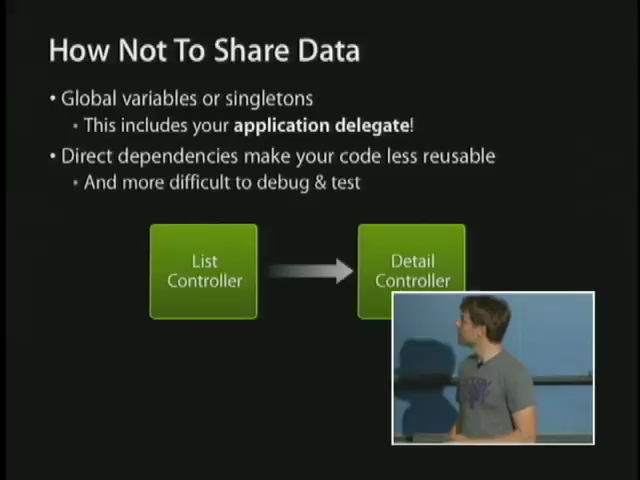 How Not To Share Data
• Global variables or singletons
• This includes your application delegate!
• Direct dependencies make your code less reusable
• And more difficult to debug & test
List
Controller
Detail
Controller